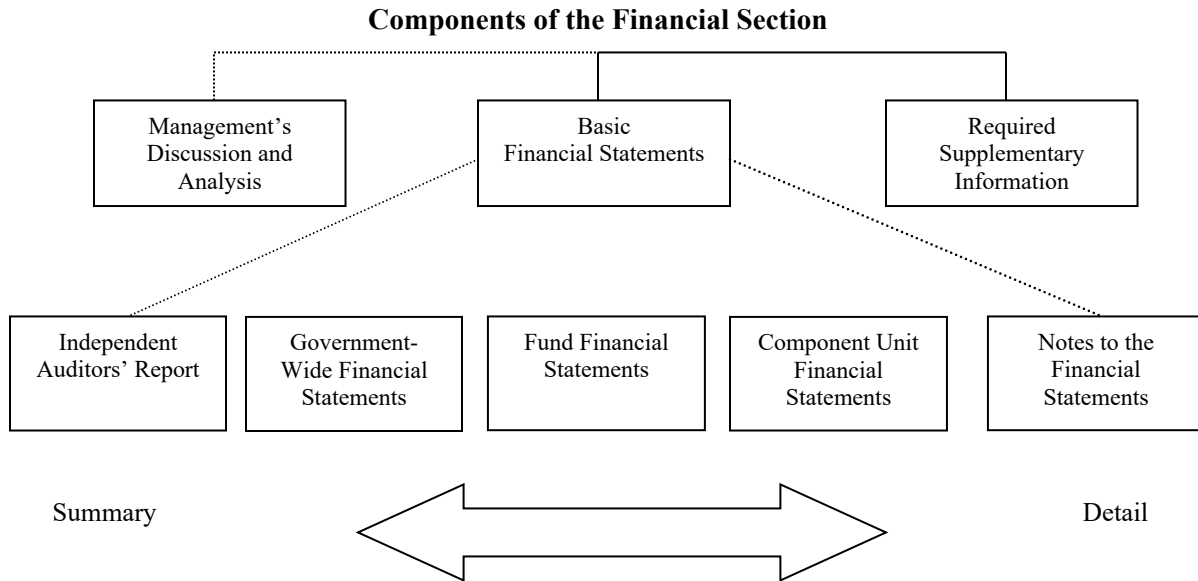 Components of the Financial Section
Management’s
Discussion and
Analysis
Basic
Financial Statements
Required
Supplementary
Information
Independent
Auditors’ Report
Government-
Wide Financial
Statements
Fund Financial
Statements
Component Unit
Financial
Statements
Notes to the
Financial
Statements
Summary
Detail